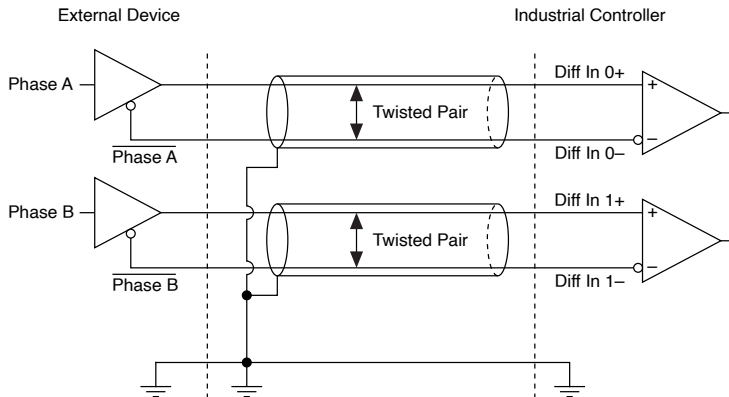 External Device
Industrial Controller
Phase A
Diff In 0+
+
Twisted Pair
−
Phase A
Diff In 0–
Phase B
Diff In 1+
+
Twisted Pair
−
Phase B
Diff In 1–